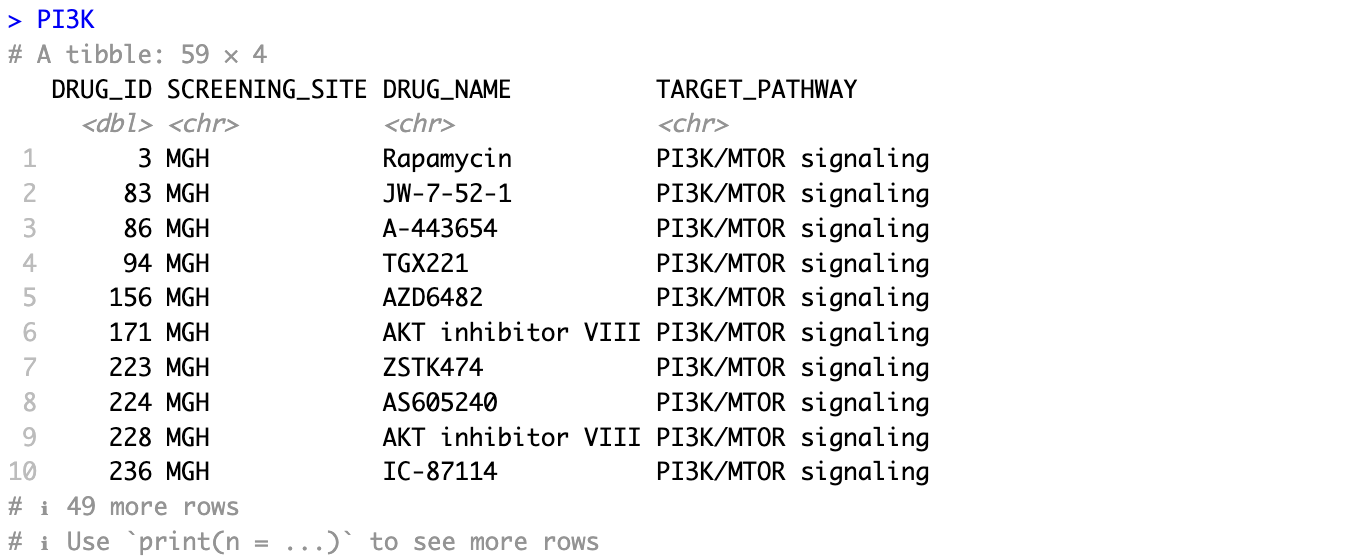 > PI3K
# A tibble: 59 × 4
DRUG_ID SCREENING_SITE DRUG_NAME TARGET_PATHWAY
<dbl> <chr> <chr> <chr>
1 3 MGH Rapamycin PI3K/MTOR signaling
2 83 MGH JW-7-52-1 PI3K/MTOR signaling
3 86 MGH A-443654 PI3K/MTOR signaling
4 94 MGH TGX221 PI3K/MTOR signaling
5 156 MGH AZD6482 PI3K/MTOR signaling
6 171 MGH AKT inhibitor VIII PI3K/MTOR signaling
7 223 MGH ZSTK474 PI3K/MTOR signaling
8 224 MGH AS605240 PI3K/MTOR signaling
9 228 MGH AKT inhibitor VIII PI3K/MTOR signaling
10 236 MGH IC-87114 PI3K/MTOR signaling
# ℹ 49 more rows
# ℹ Use `print(n = ...)` to see more rows